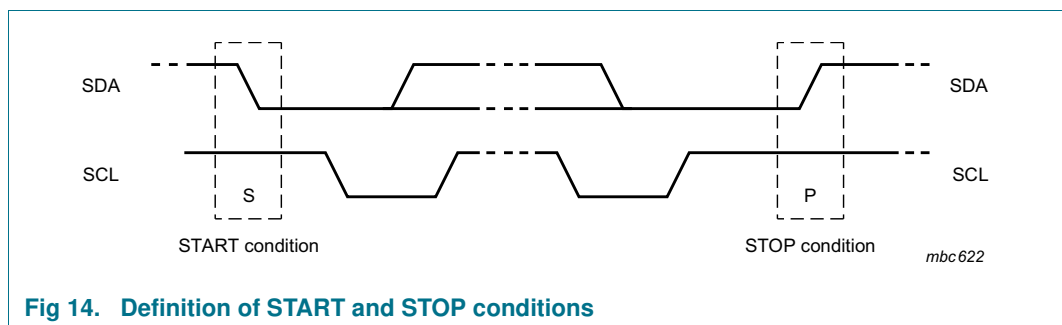 SDA
SDA
SCL
SCL
S
P
START condition
STOP condition
mbc622
Fig 14. Definition of START and STOP conditions